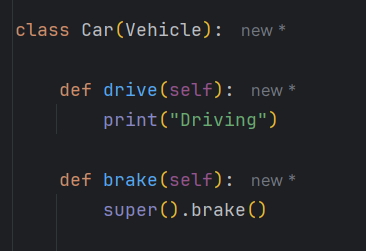 class Car(Vehicle): new *
    def drive(self): new *
        print("Driving")
    def brake(self): new *
        super().brake()